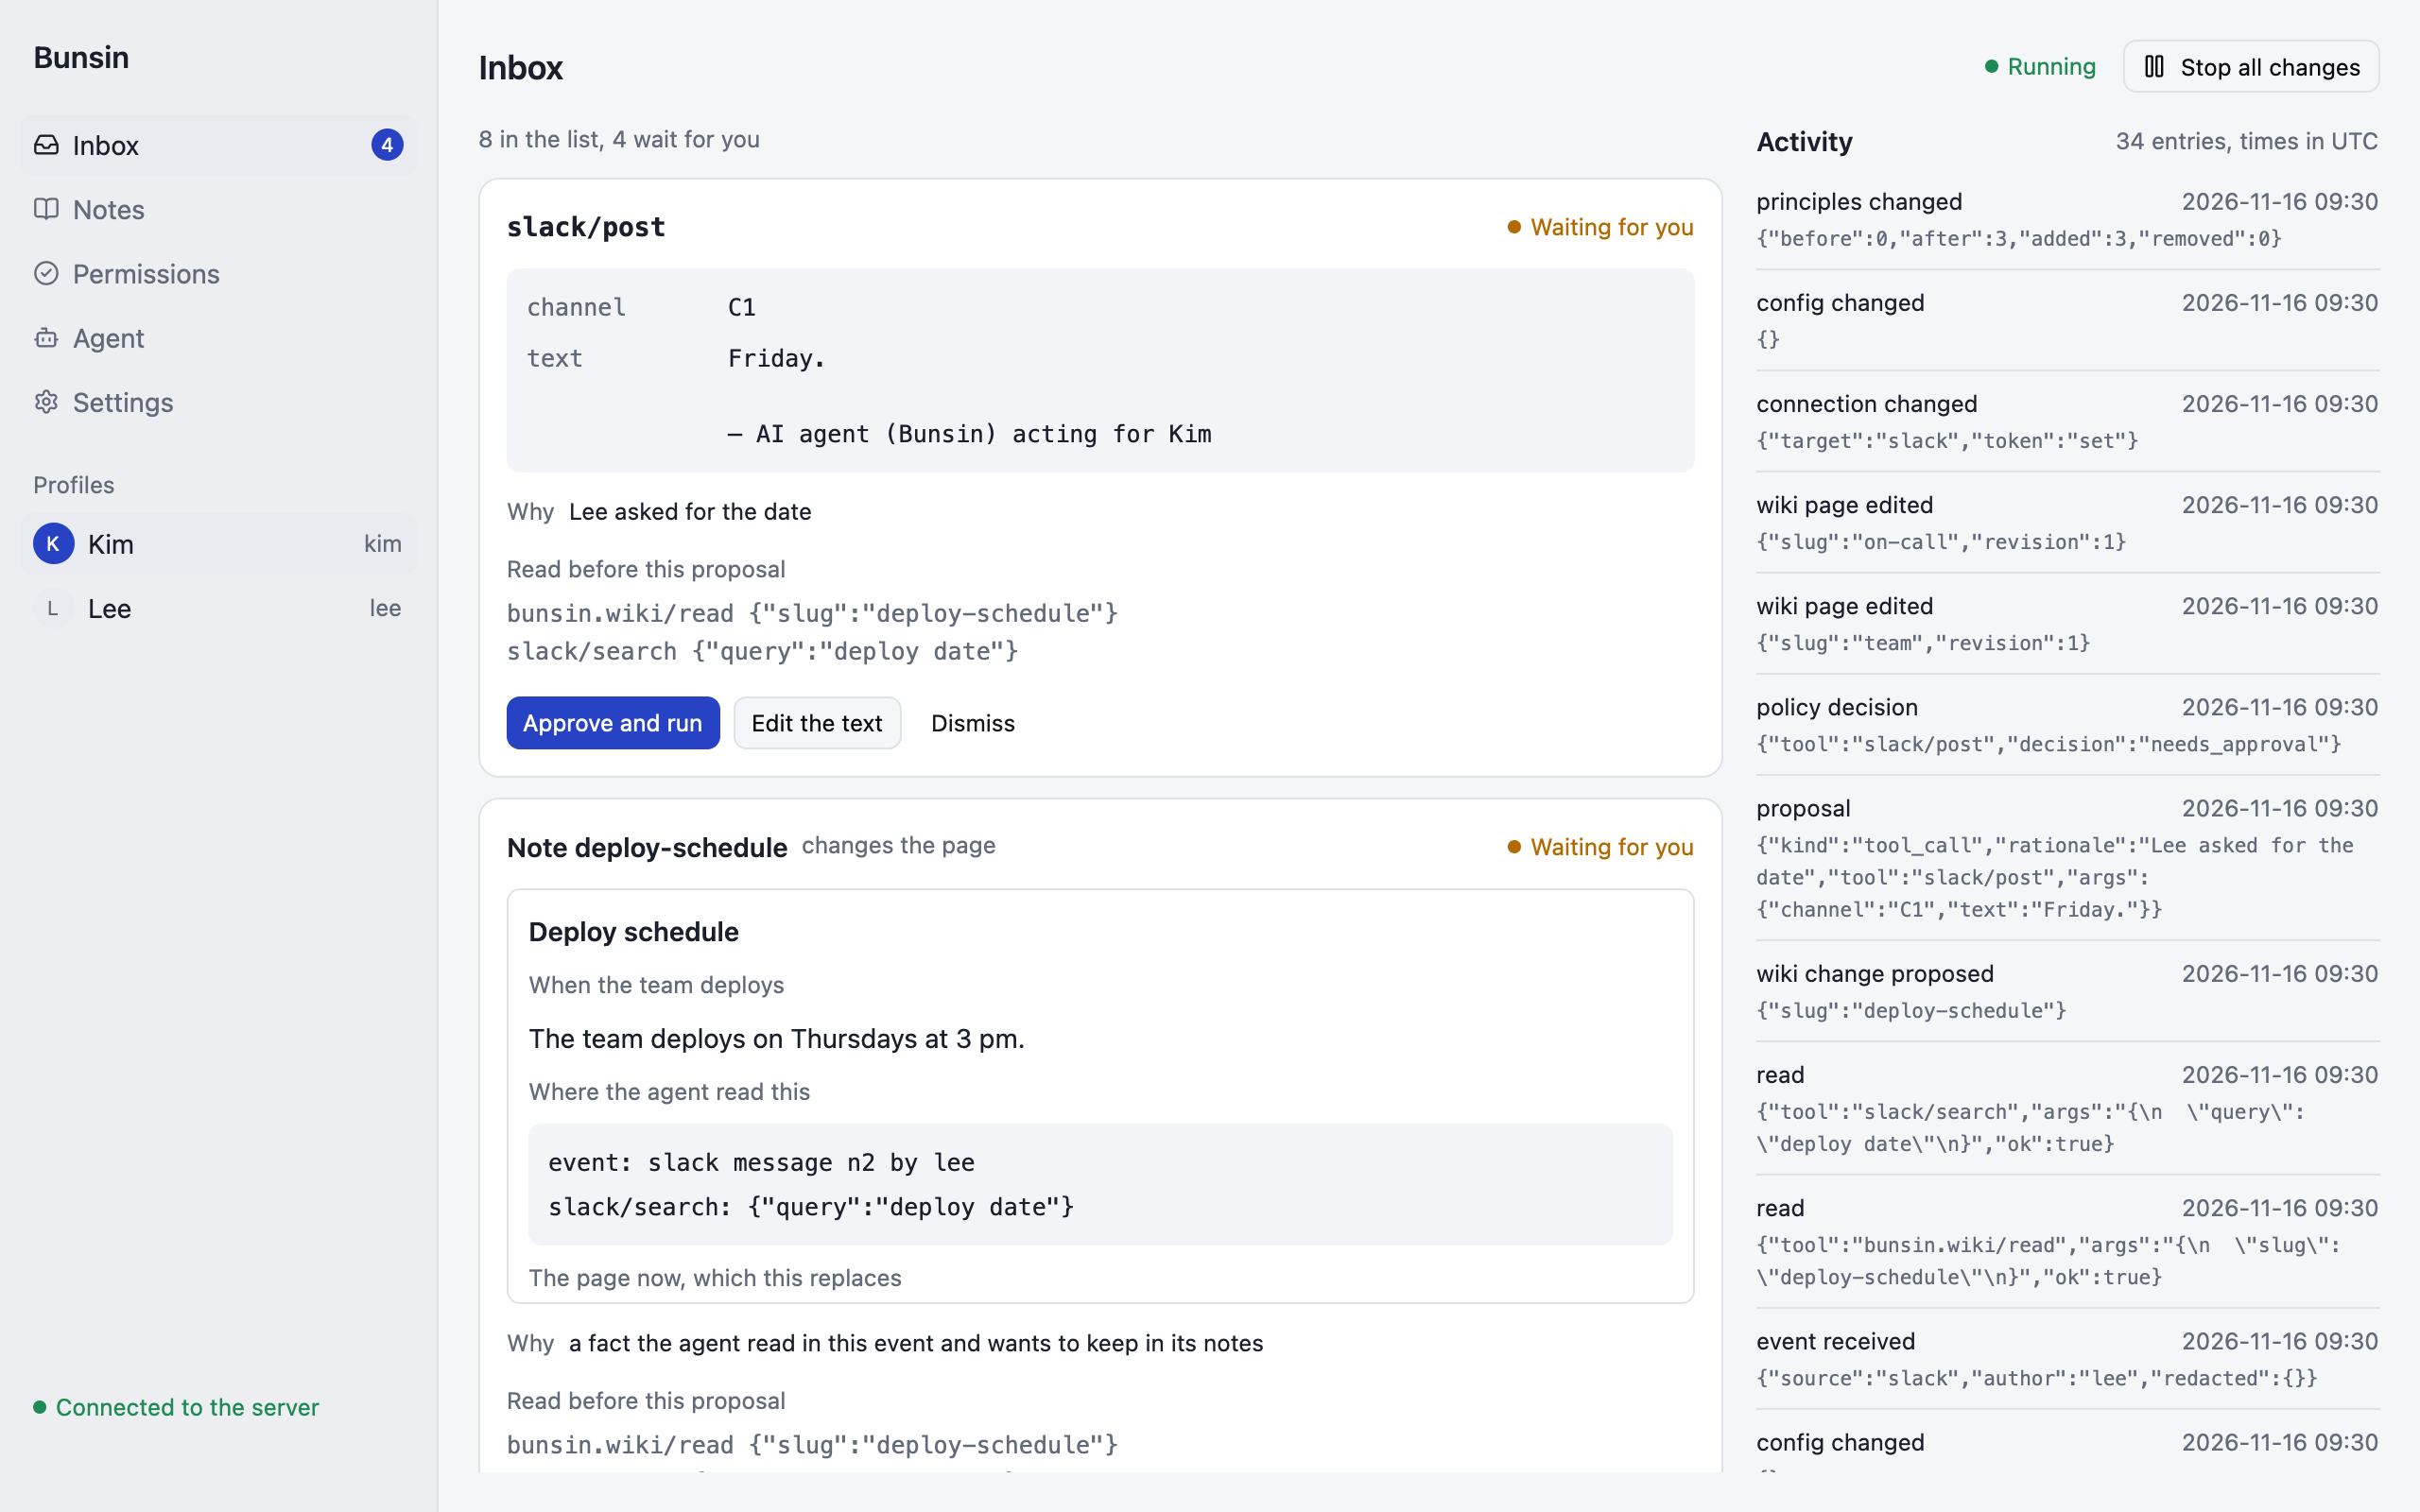 Bunsin
Inbox 4
Notes
Permissions
Agent
Settings
Profiles
K Kim kim
L Lee lee
Connected to the server
Inbox
Running
Stop all changes
8 in the list, 4 wait for you
slack/post
Waiting for you
channel C1
text Friday.
— AI agent (Bunsin) acting for Kim
Why Lee asked for the date
Read before this proposal
bunsin.wiki/read {"slug":"deploy-schedule"}
slack/search {"query":"deploy date"}
Approve and run
Edit the text
Dismiss
Note deploy-schedule changes the page
Waiting for you
Deploy schedule
When the team deploys
The team deploys on Thursdays at 3 pm.
Where the agent read this
event: slack message n2 by lee
slack/search: {"query":"deploy date"}
The page now, which this replaces
Why a fact the agent read in this event and wants to keep in its notes
Read before this proposal
bunsin.wiki/read {"slug":"deploy-schedule"}
Activity
34 entries, times in UTC
principles changed 2026-11-16 09:30
{"before":0,"after":3,"added":3,"removed":0}
config changed 2026-11-16 09:30
{}
connection changed 2026-11-16 09:30
{"target":"slack","token":"set"}
wiki page edited 2026-11-16 09:30
{"slug":"on-call","revision":1}
wiki page edited 2026-11-16 09:30
{"slug":"team","revision":1}
policy decision 2026-11-16 09:30
{"tool":"slack/post","decision":"needs_approval"}
proposal 2026-11-16 09:30
{"kind":"tool_call","rationale":"Lee asked for the
date","tool":"slack/post","args":
{"channel":"C1","text":"Friday."}}
wiki change proposed 2026-11-16 09:30
{"slug":"deploy-schedule"}
read 2026-11-16 09:30
{"tool":"slack/search","args":"{\n  \"query\":
\"deploy date\"\n}","ok":true}
read 2026-11-16 09:30
{"tool":"bunsin.wiki/read","args":"{\n  \"slug\":
\"deploy-schedule\"\n}","ok":true}
event received 2026-11-16 09:30
{"source":"slack","author":"lee","redacted":{}}
config changed 2026-11-16 09:30